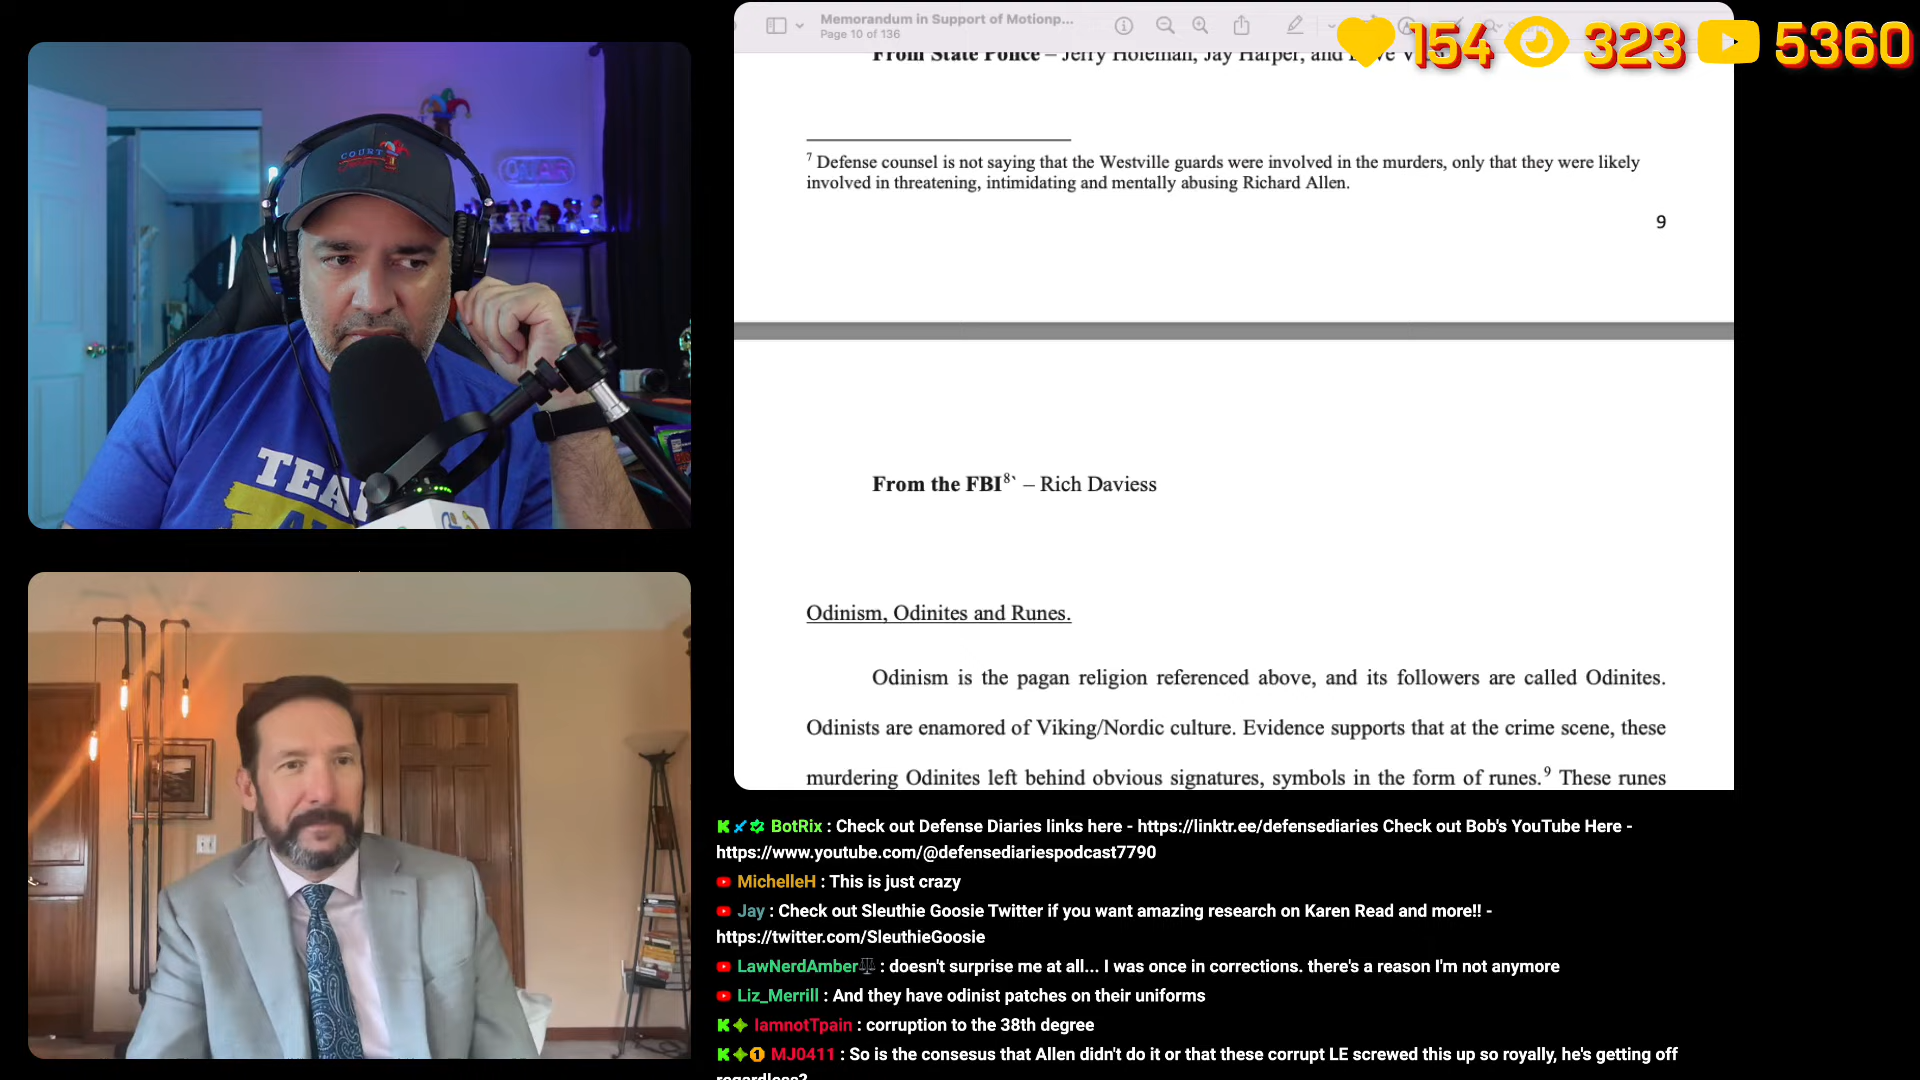 Memorandum in Support of Motionp...
Page 10 of 136
154 323 5360
From State Police – Jerry Holeman, Jay Harper, and
7 Defense counsel is not saying that the Westville guards were involved in the murders, only that they were likely
involved in threatening, intimidating and mentally abusing Richard Allen.
9
From the FBI8` – Rich Daviess
Odinism, Odinites and Runes.
Odinism is the pagan religion referenced above, and its followers are called Odinites.
Odinists are enamored of Viking/Nordic culture. Evidence supports that at the crime scene, these
murdering Odinites left behind obvious signatures, symbols in the form of runes.9 These runes
COURT
TEAM
BotRix : Check out Defense Diaries links here - https://linktr.ee/defensediaries Check out Bob's YouTube Here -
https://www.youtube.com/@defensediariespodcast7790
MichelleH : This is just crazy
Jay : Check out Sleuthie Goosie Twitter if you want amazing research on Karen Read and more!! -
https://twitter.com/SleuthieGoosie
LawNerdAmber⚖ : doesn't surprise me at all... I was once in corrections. there's a reason I'm not anymore
Liz_Merrill : And they have odinist patches on their uniforms
IamnotTpain : corruption to the 38th degree
MJ0411 : So is the consesus that Allen didn't do it or that these corrupt LE screwed this up so royally, he's getting off
regardless?